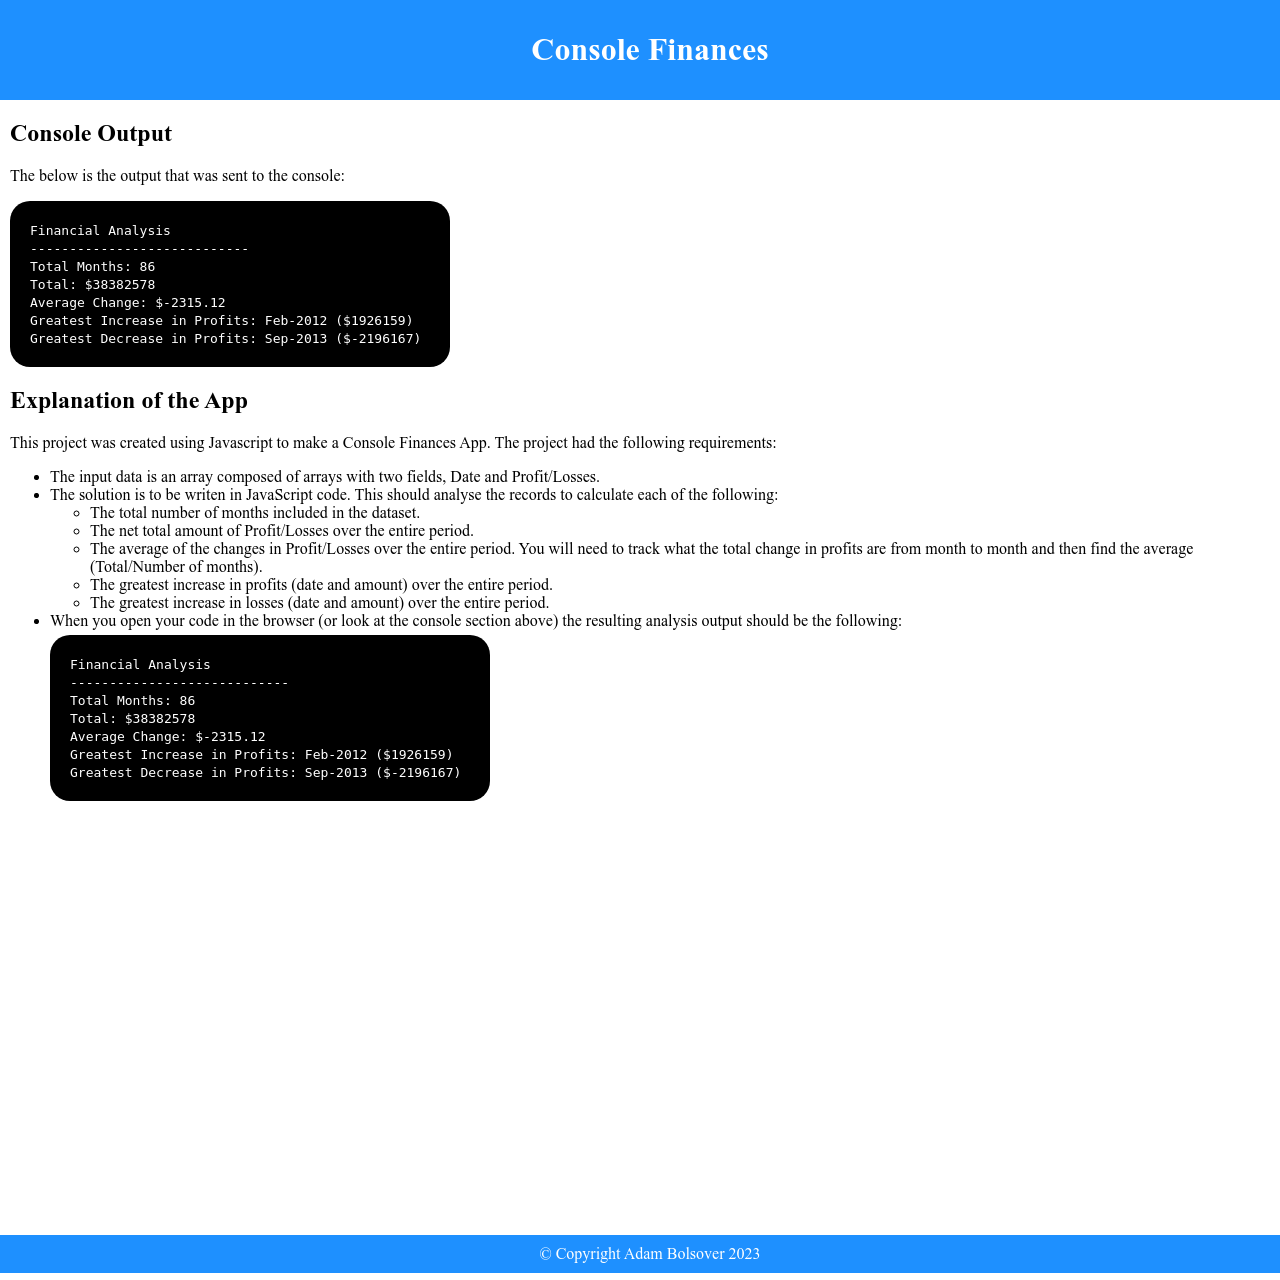 Console Finances
Console Output
The below is the output that was sent to the console:
Financial Analysis
----------------------------
Total Months: 86
Total: $38382578
Average Change: $-2315.12
Greatest Increase in Profits: Feb-2012 ($1926159)
Greatest Decrease in Profits: Sep-2013 ($-2196167)
Explanation of the App
This project was created using Javascript to make a Console Finances App. The project had the following requirements:
The input data is an array composed of arrays with two fields, Date and Profit/Losses.
The solution is to be writen in JavaScript code. This should analyse the records to calculate each of the following:
The total number of months included in the dataset.
The net total amount of Profit/Losses over the entire period.
The average of the changes in Profit/Losses over the entire period. You will need to track what the total change in profits are from month to month and then find the average
(Total/Number of months).
The greatest increase in profits (date and amount) over the entire period.
The greatest increase in losses (date and amount) over the entire period.
When you open your code in the browser (or look at the console section above) the resulting analysis output should be the following:
Financial Analysis
----------------------------
Total Months: 86
Total: $38382578
Average Change: $-2315.12
Greatest Increase in Profits: Feb-2012 ($1926159)
Greatest Decrease in Profits: Sep-2013 ($-2196167)
© Copyright Adam Bolsover 2023